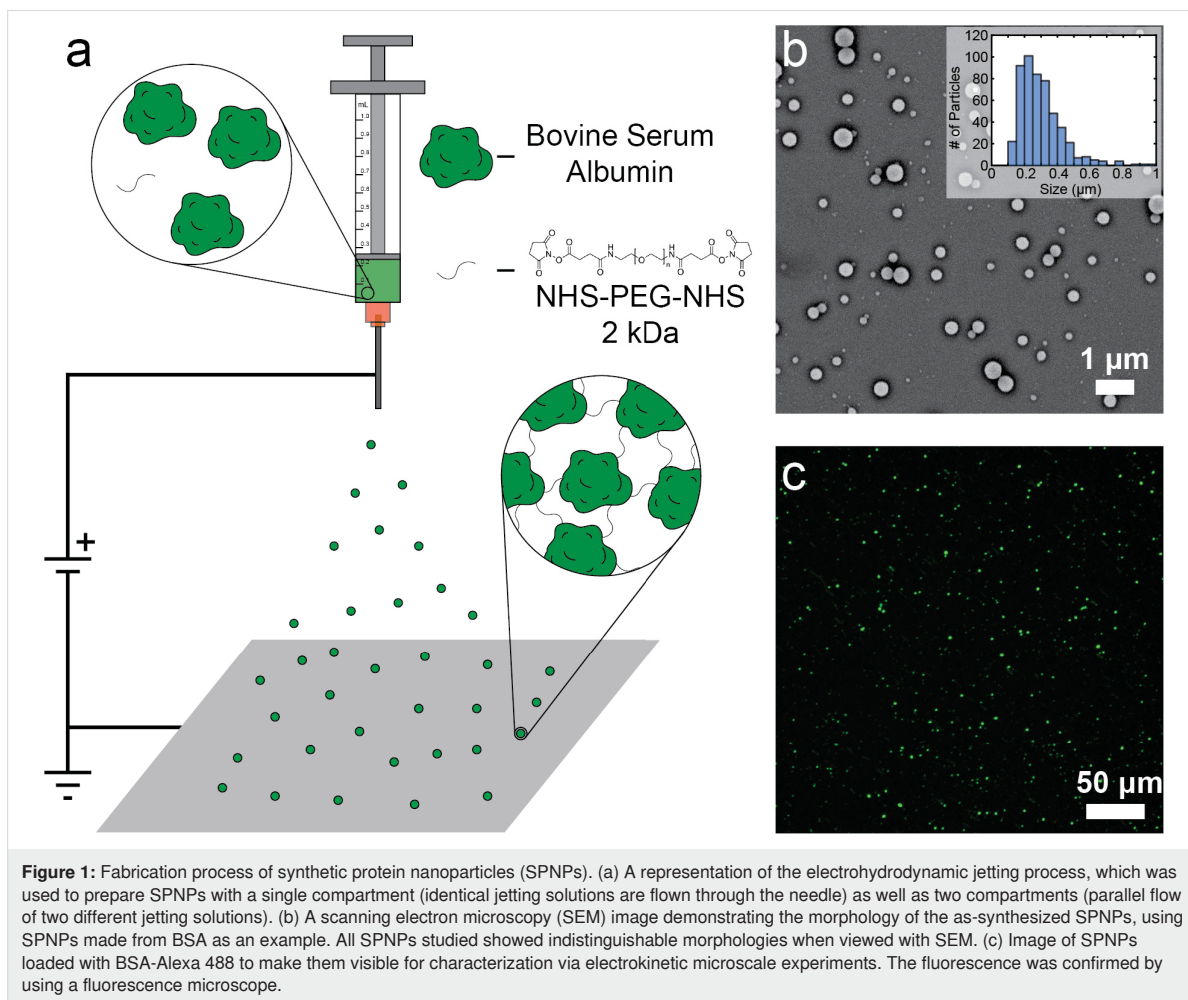 a
mL
1.0
0.9
0.8
0.7
0.6
0.5
0.4
0.3
0.2
Bovine Serum
Albumin
O
O
O
O
O
H
N
O
H
N
O
O
O
O
N
O
O
N
O
n
NHS-PEG-NHS
2 kDa
+
-
b
120
100
80
60
40
20
0
# of Particles
0 0.2 0.4 0.6 0.8 1
Size (µm)
1 µm
c
50 µm
Figure 1: Fabrication process of synthetic protein nanoparticles (SPNPs). (a) A representation of the electrohydrodynamic jetting process, which was
used to prepare SPNPs with a single compartment (identical jetting solutions are flown through the needle) as well as two compartments (parallel flow
of two different jetting solutions). (b) A scanning electron microscopy (SEM) image demonstrating the morphology of the as-synthesized SPNPs, using
SPNPs made from BSA as an example. All SPNPs studied showed indistinguishable morphologies when viewed with SEM. (c) Image of SPNPs
loaded with BSA-Alexa 488 to make them visible for characterization via electrokinetic microscale experiments. The fluorescence was confirmed by
using a fluorescence microscope.